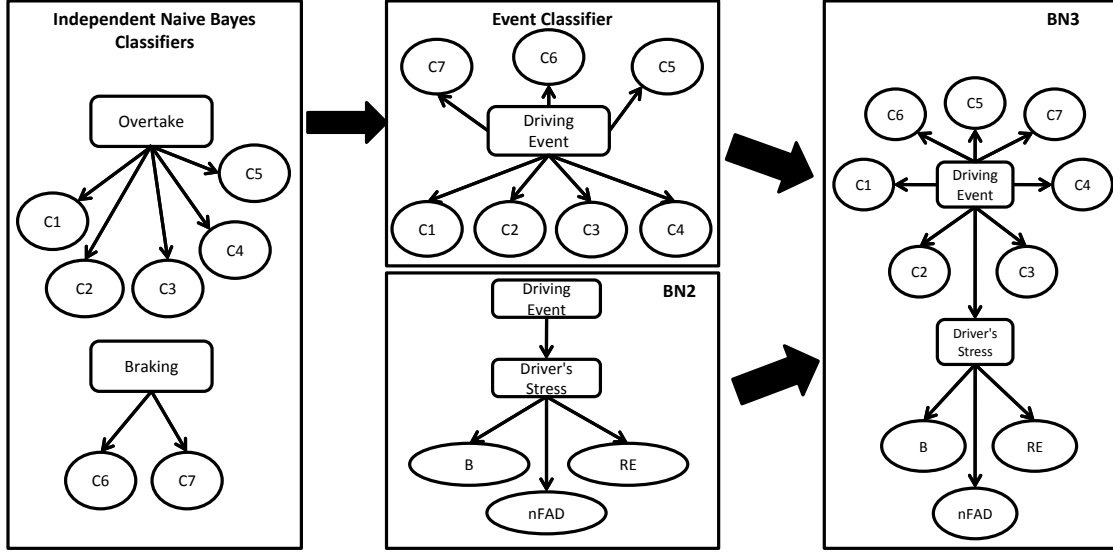 Independent Naive Bayes
Classifiers
Overtake
C5
C1
C4
C2
C3
Braking
C6
C7
Event Classifier
C6
C7
C5
Driving
Event
C1
C2
C3
C4
BN2
Driving
Event
Driver's
Stress
B
RE
nFAD
BN3
C5
C6
C7
C1
Driving
Event
C4
C2
C3
Driver's
Stress
B
RE
nFAD